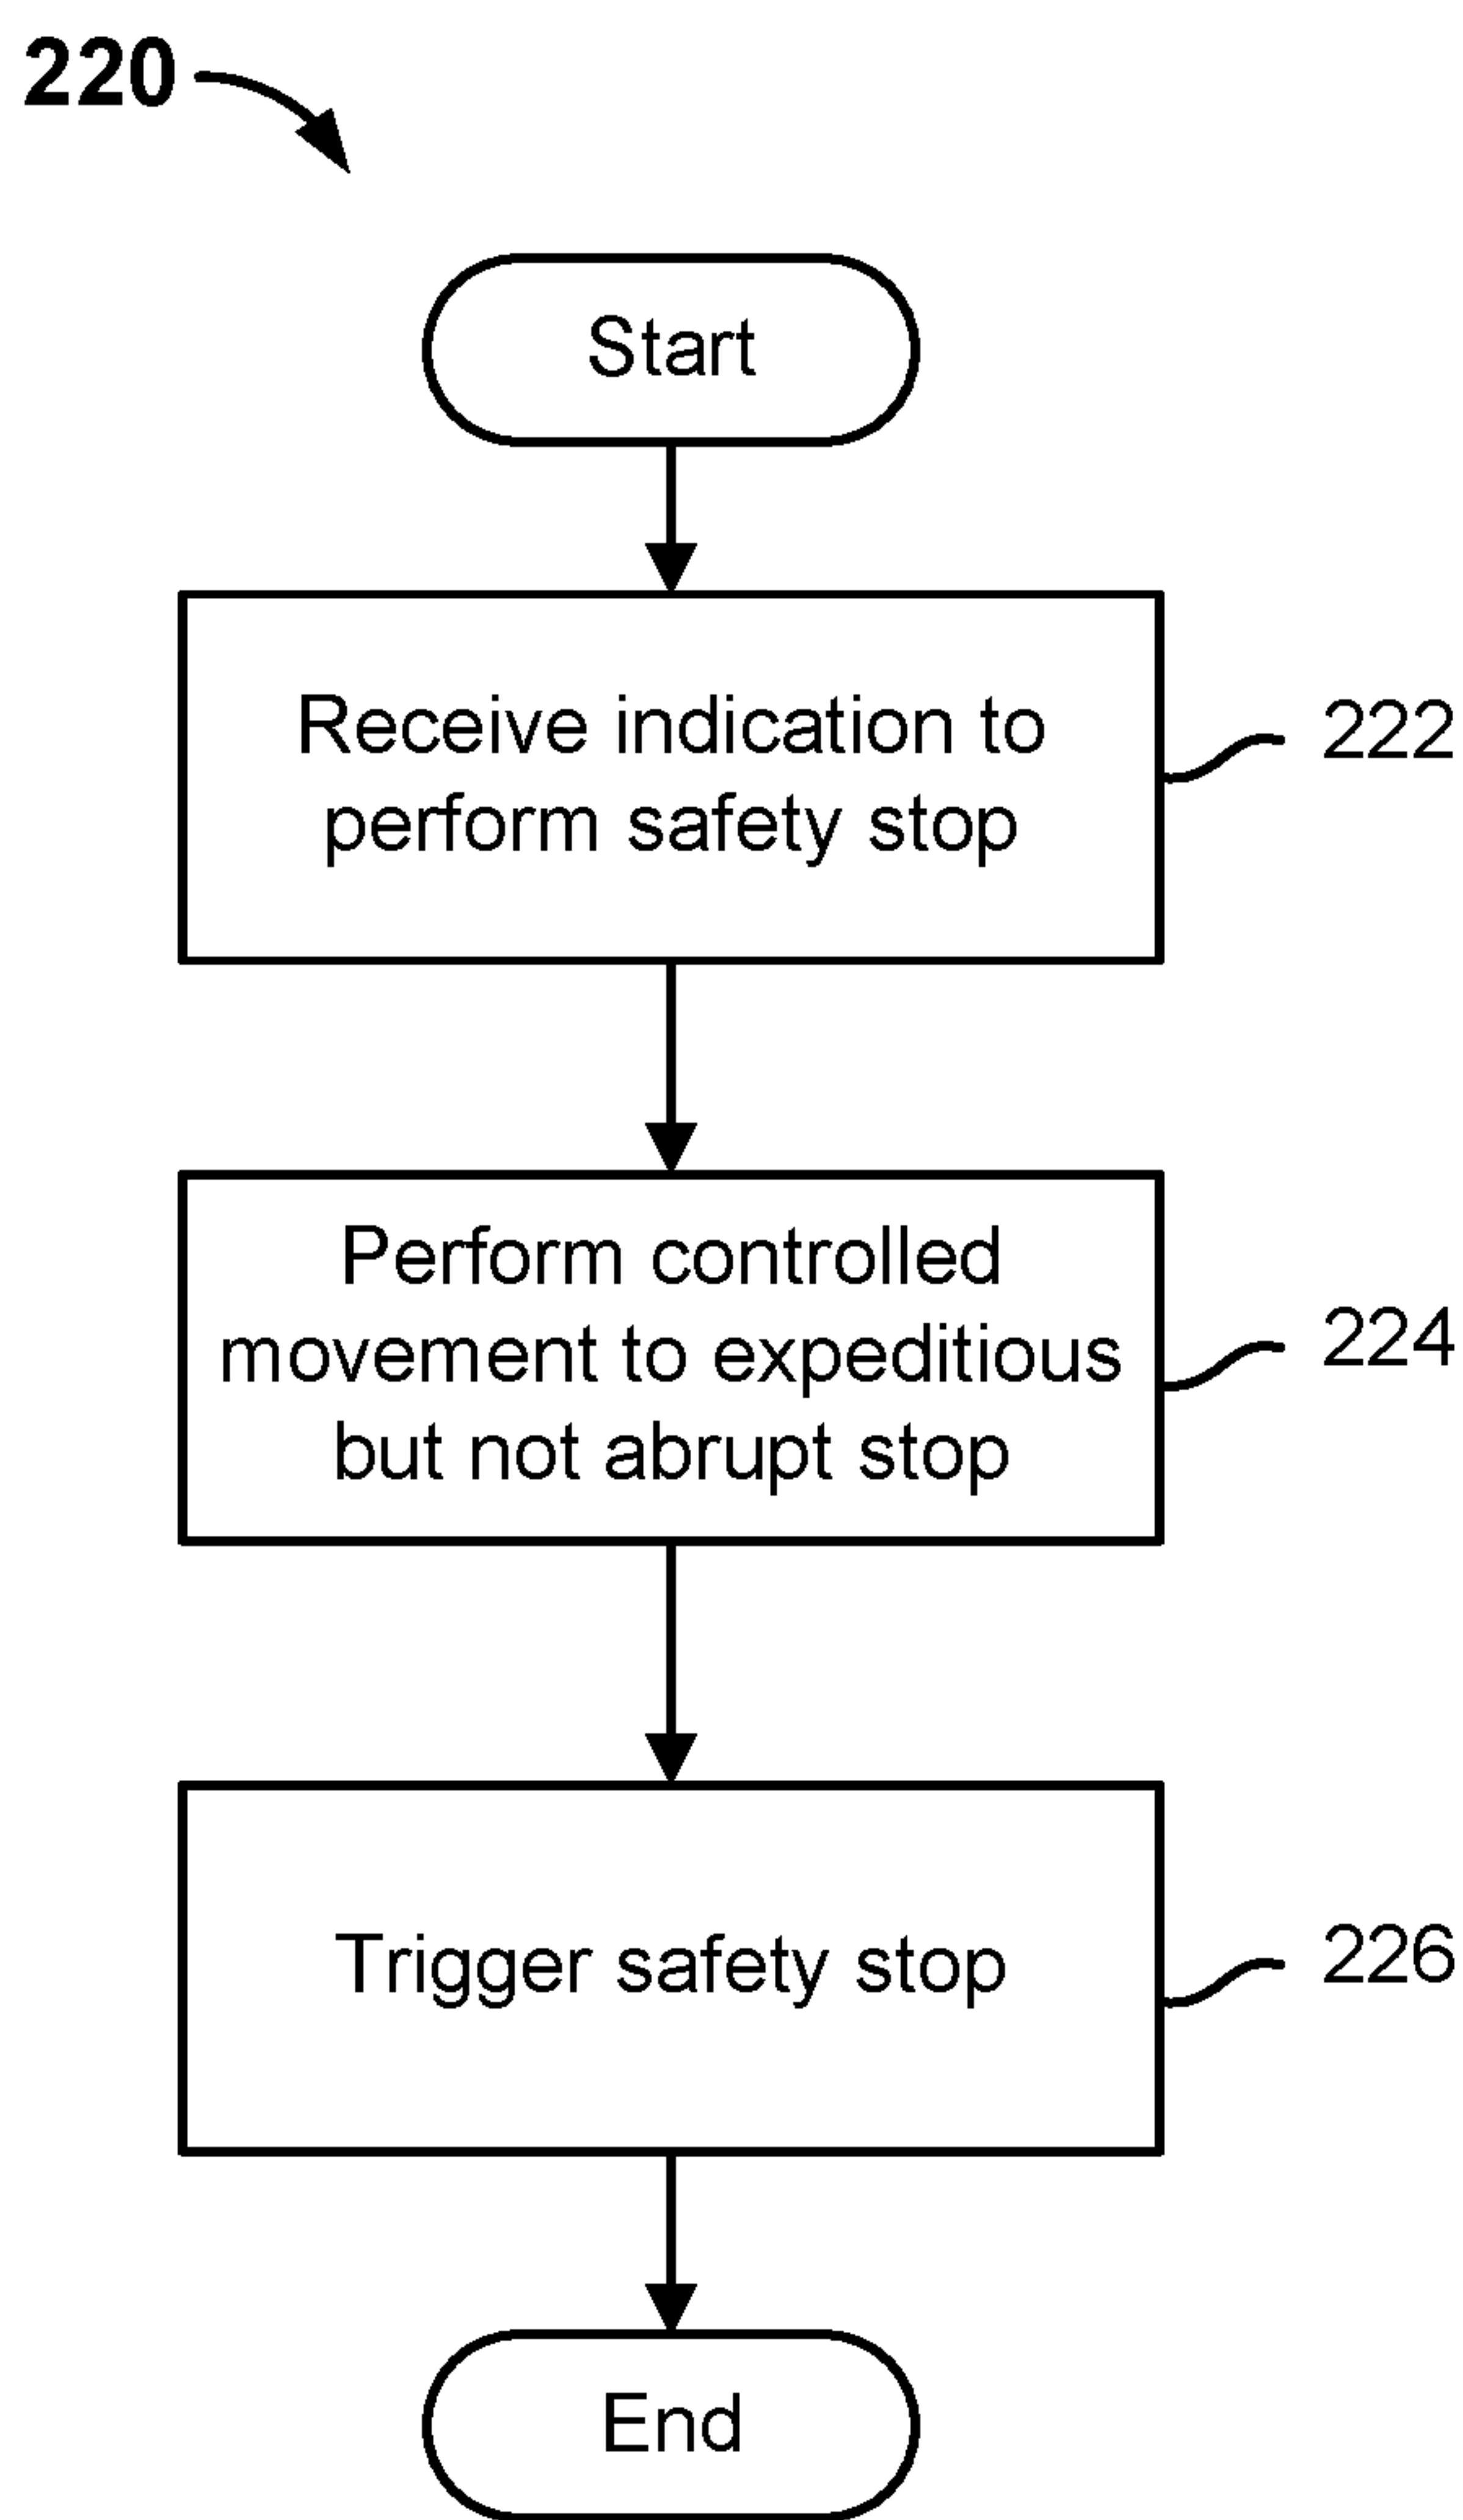 220
Start
Receive indication to
perform safety stop
222
Perform controlled
movement to expeditious
but not abrupt stop
224
Trigger safety stop
226
End